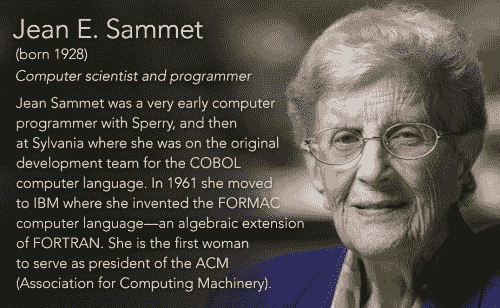 Jean E. Sammet
(born 1928)
Computer scientist and programmer
Jean Sammet was a very early computer
programmer with Sperry, and then
at Sylvania where she was on the original
development team for the COBOL
computer language. In 1961 she moved
to IBM where she invented the FORMAC
computer language—an algebraic extension
of FORTRAN. She is the first woman
to serve as president of the ACM
(Association for Computing Machinery).